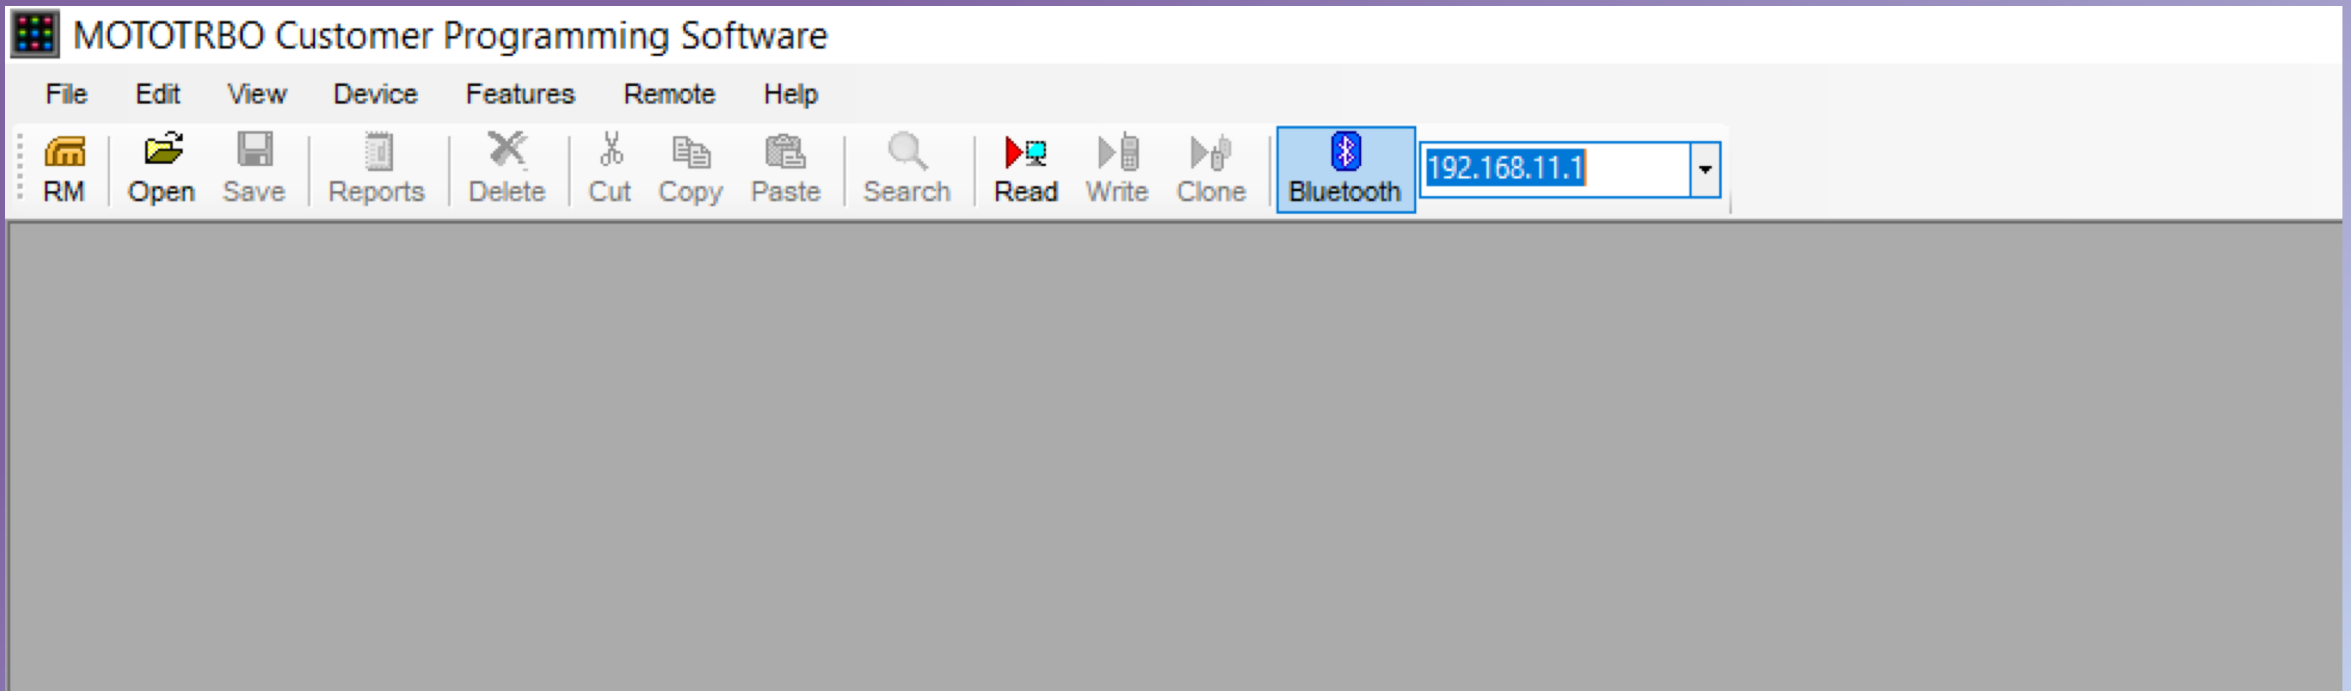 MOTOTRBO Customer Programming Software
File Edit View Device Features Remote Help
RM Open Save Reports Delete Cut Copy Paste Search Read Write Clone Bluetooth 192.168.11.1